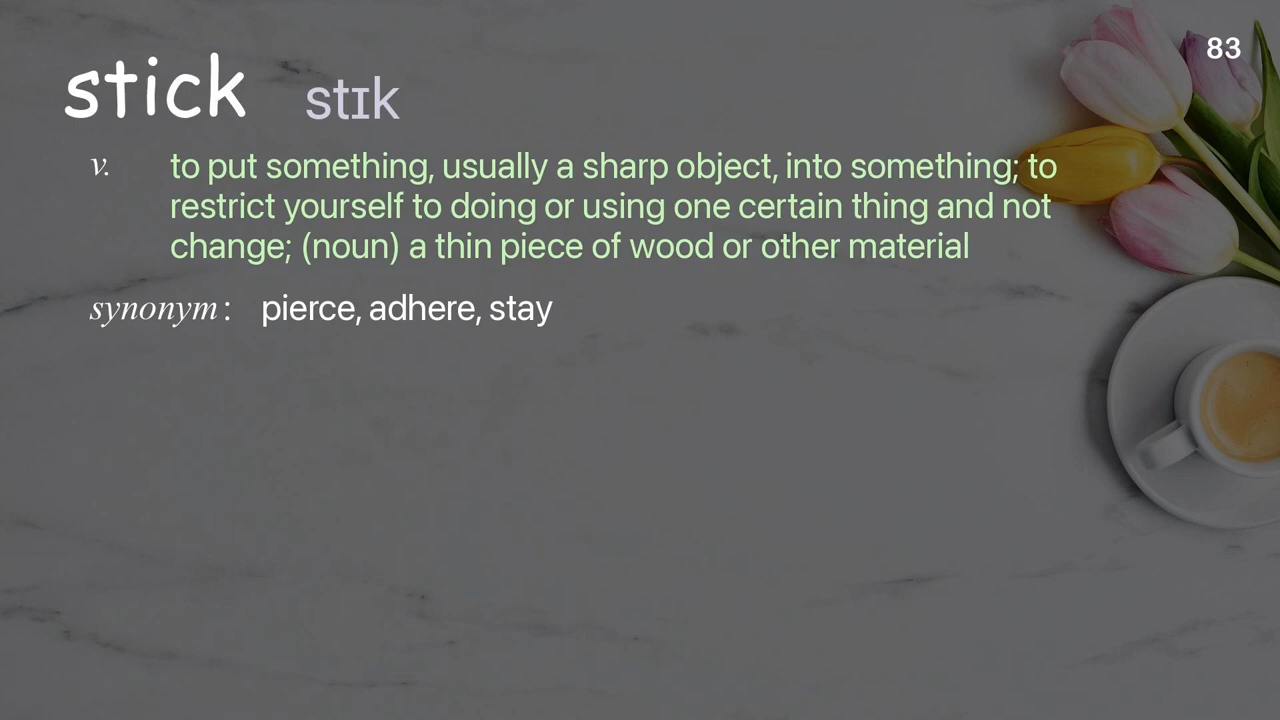 83
stick stɪk
v. to put something, usually a sharp object, into something; to
restrict yourself to doing or using one certain thing and not
change; (noun) a thin piece of wood or other material
synonym: pierce, adhere, stay